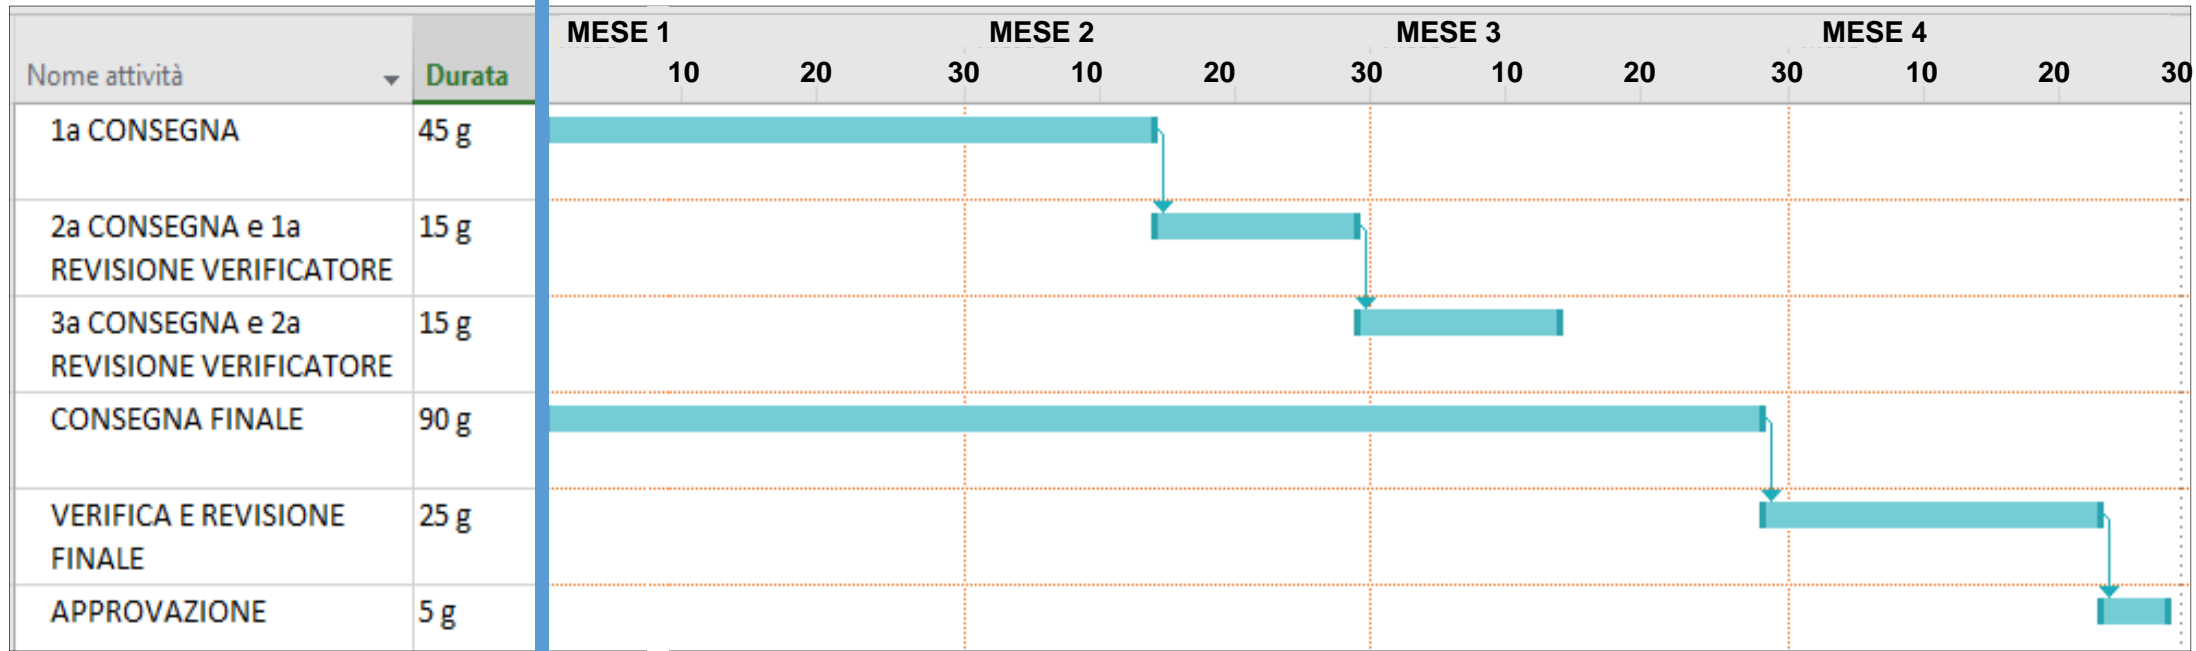 MESE 1 MESE 2 MESE 3 MESE 4
Nome attività Durata 10 20 30 10 20 30 10 20 30 10 20 30
1a CONSEGNA 45 g
2a CONSEGNA e 1a 15 g
REVISIONE VERIFICATORE
3a CONSEGNA e 2a 15 g
REVISIONE VERIFICATORE
CONSEGNA FINALE 90 g
VERIFICA E REVISIONE 25 g
FINALE
APPROVAZIONE 5 g